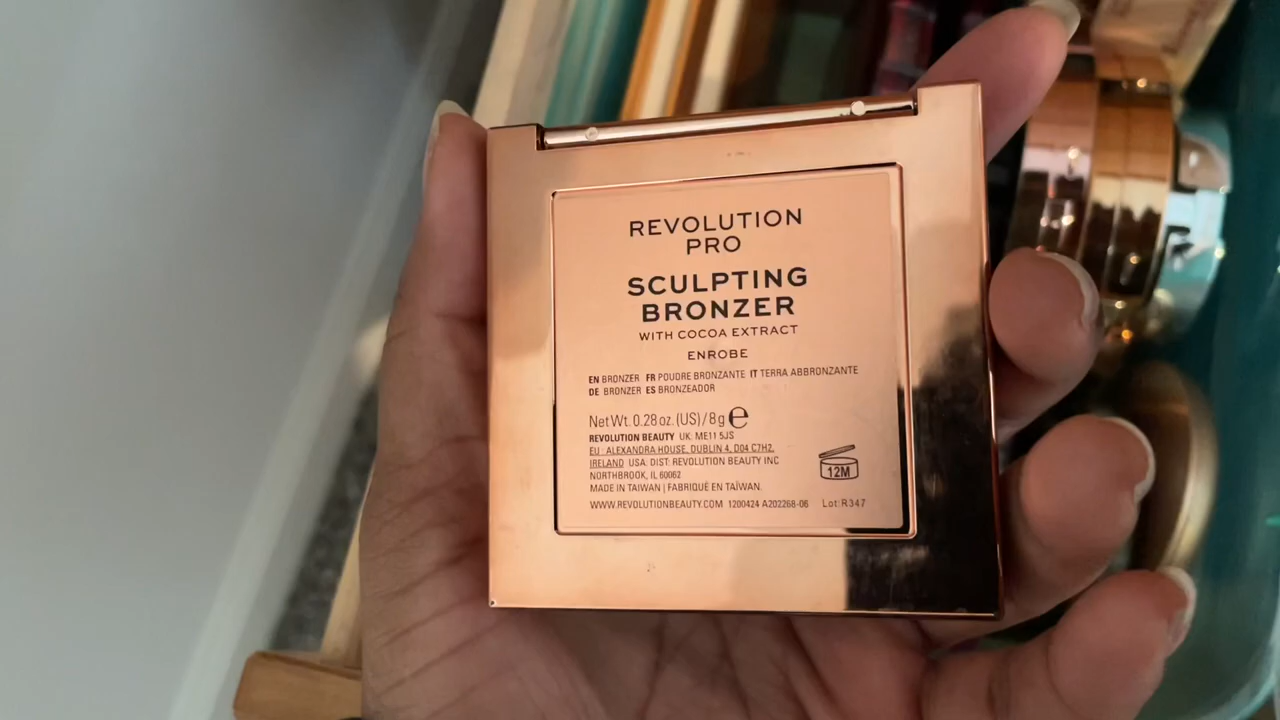 REVOLUTION
PRO
SCULPTING
BRONZER
WITH COCOA EXTRACT
ENROBE
EN BRONZER FR POUDRE BRONZANTE IT TERRA ABBRONZANTE
DE BRONZER ES BRONZEADOR
Net Wt. 0.28 oz. (US) / 8g ℮
REVOLUTION BEAUTY UK: ME11 5JS
EU: ALEXANDRA HOUSE, DUBLIN 4, D04 C7H2,
IRELAND USA. DIST: REVOLUTION BEAUTY INC
NORTHBROOK, IL 60062
12M
MADE IN TAIWAN | FABRIQUÉ EN TAÏWAN.
WWW.REVOLUTIONBEAUTY.COM 1200424 A202268-06 Lot: R347